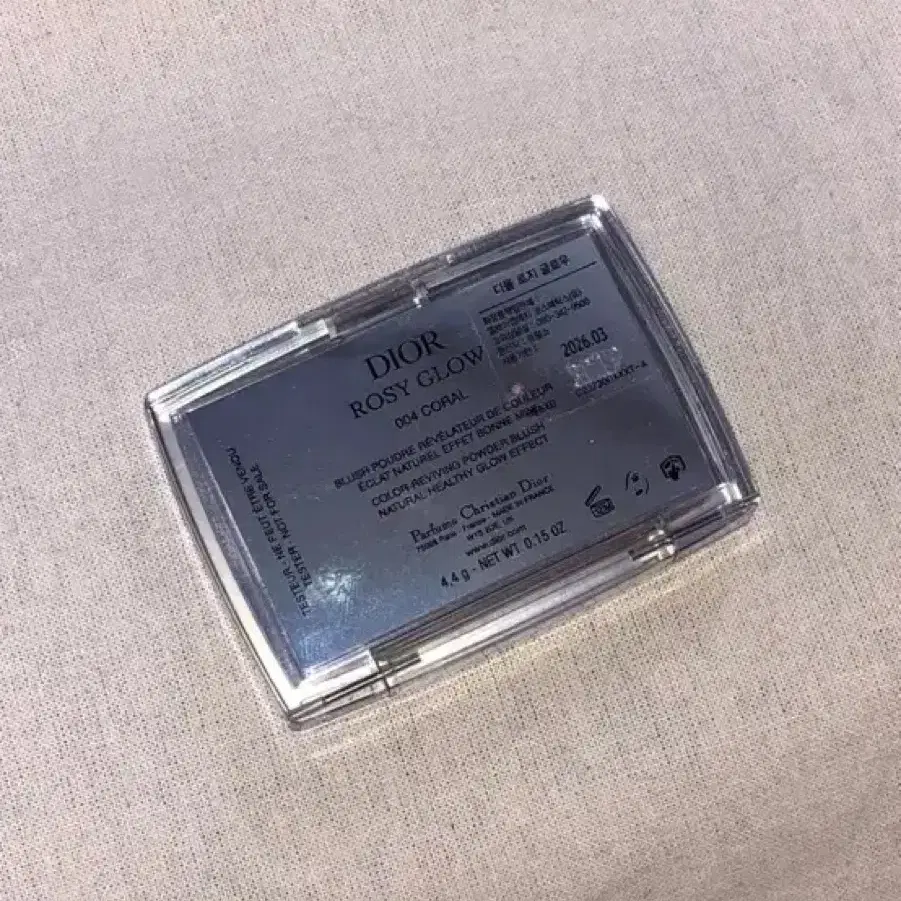 DIOR
ROSY GLOW
004 CORAL
BLUSH POUDRE RÉVÉLATEUR DE COULEUR
ÉCLAT NATUREL EFFET BONNE MINE
COLOR-REVIVING POWDER BLUSH
NATURAL HEALTHY GLOW EFFECT
Parfums Christian Dior
75008 Paris - France - MADE IN FRANCE
www.dior.com
4,4 g - NET WT. 0.15 OZ
TESTEUR - NE PEUT ÊTRE VENDU
TESTER - NOT FOR SALE
디올 로지 글로우
2026.03